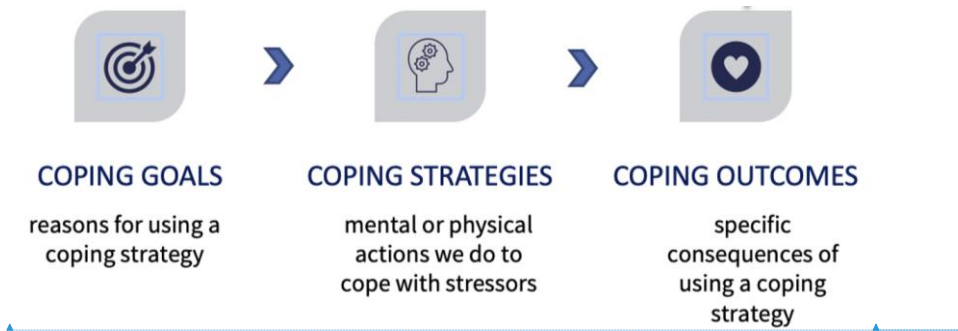 COPING GOALS
reasons for using a
coping strategy
COPING STRATEGIES
mental or physical
actions we do to
cope with stressors
COPING OUTCOMES
specific
consequences of
using a coping
strategy